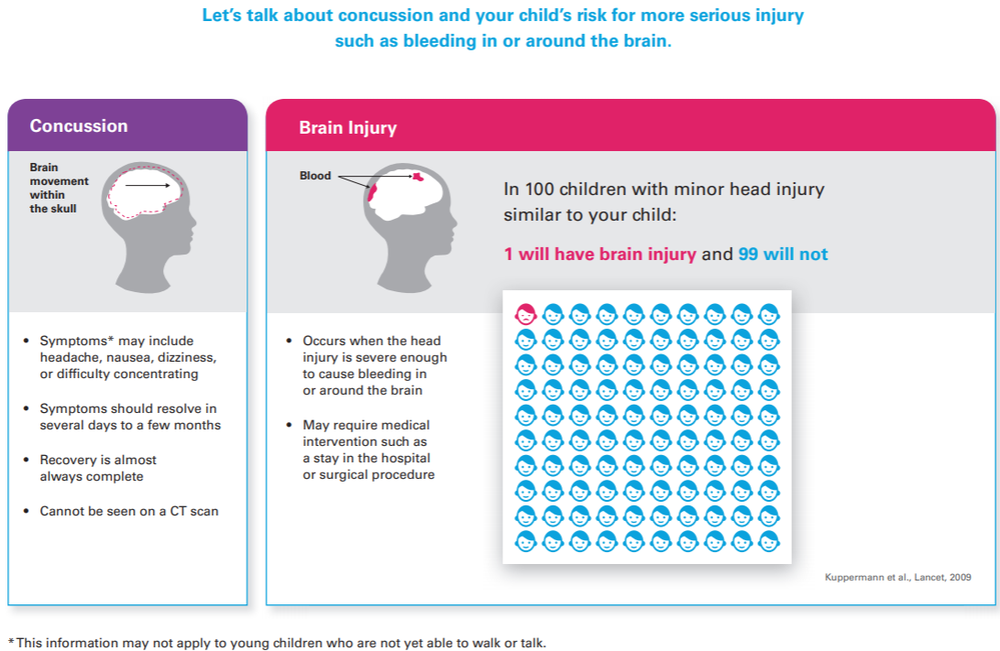 Let's talk about concussion and your child's risk for more serious injury
such as bleeding in or around the brain.
Concussion
Brain
movement
within
the skull
• Symptoms* may include
headache, nausea, dizziness,
or difficulty concentrating
• Symptoms should resolve in
several days to a few months
• Recovery is almost
always complete
• Cannot be seen on a CT scan
Brain Injury
Blood
In 100 children with minor head injury
similar to your child:
1 will have brain injury and 99 will not
• Occurs when the head
injury is severe enough
to cause bleeding in
or around the brain
• May require medical
intervention such as
a stay in the hospital
or surgical procedure
Kuppermann et al., Lancet, 2009
*This information may not apply to young children who are not yet able to walk or talk.